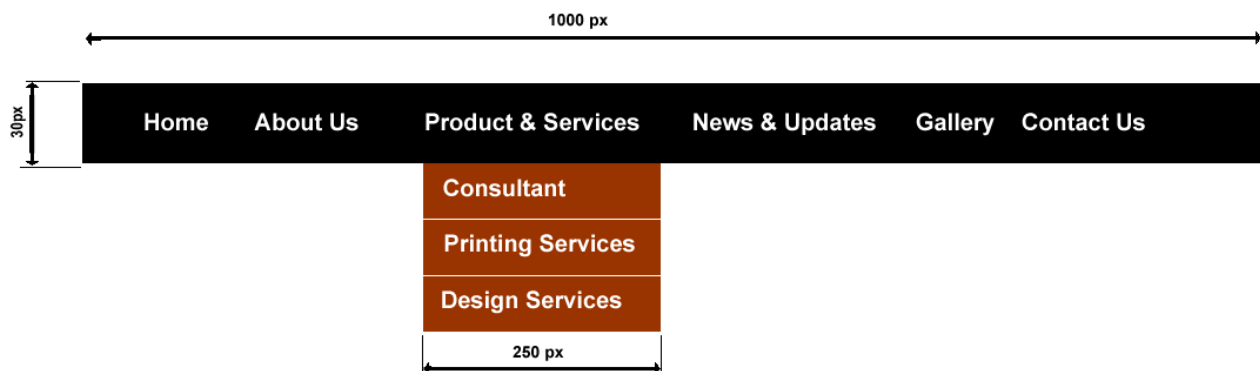 1000 px
30px
Home About Us Product & Services News & Updates Gallery Contact Us
Consultant
Printing Services
Design Services
250 px